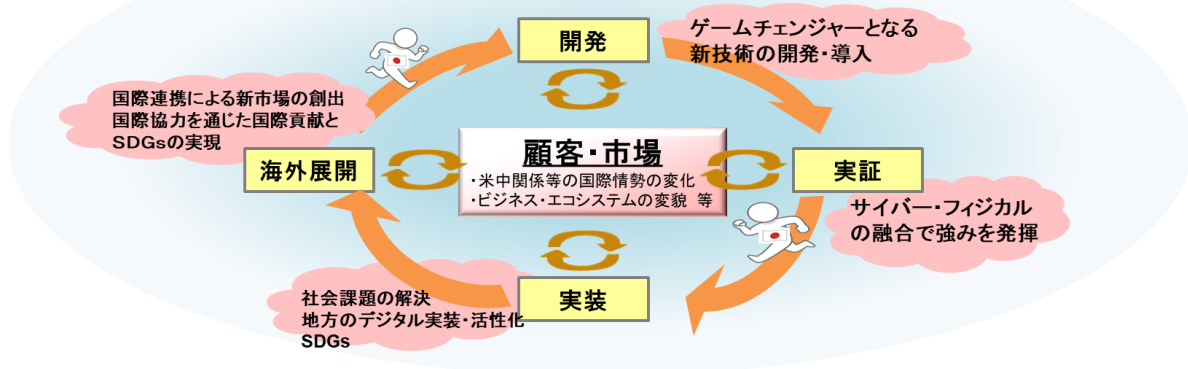 開発
ゲームチェンジャーとなる
新技術の開発・導入
国際連携による新市場の創出
国際協力を通じた国際貢献と
SDGsの実現
海外展開
顧客・市場
・米中関係等の国際情勢の変化
・ビジネス・エコシステムの変貌 等
実証
サイバー・フィジカル
の融合で強みを発揮
実装
社会課題の解決
地方のデジタル実装・活性化
SDGs